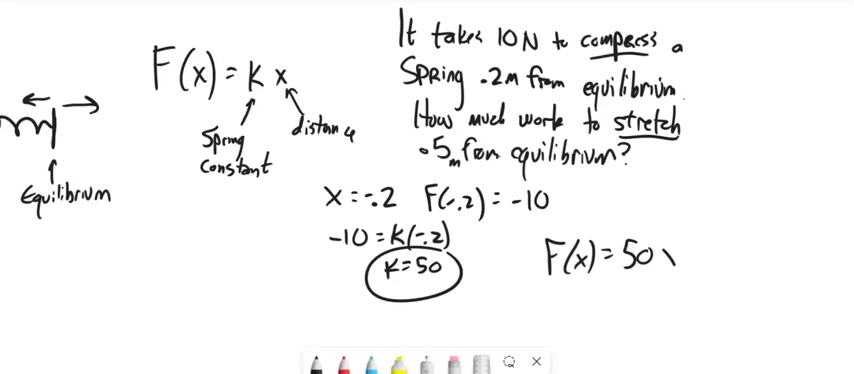 It takes 10N to compress a
Spring .2m from equilibrium.
How much work to stretch
.5m from equilibrium?
F(x) = K x
Spring
constant
distance
Equilibrium
x = -.2 F(-.2) = -10
-10 = K(-.2)
K = 50
F(x) = 50